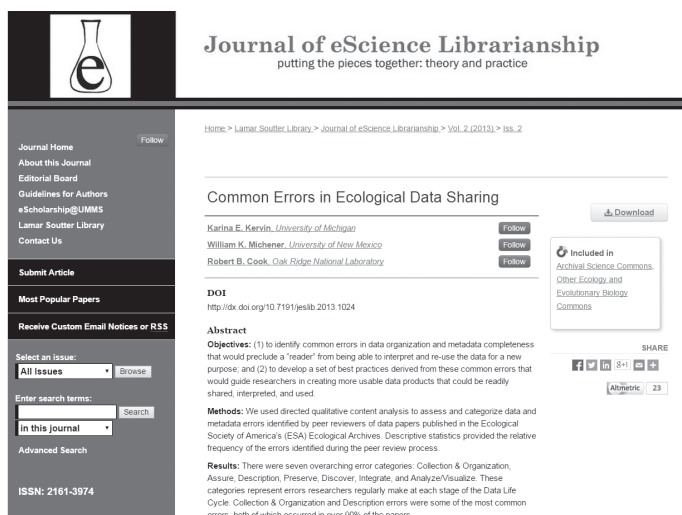 e
Journal of eScience Librarianship
putting the pieces together: theory and practice
Home > Lamar Soutter Library > Journal of eScience Librarianship > Vol. 2 (2013) > Iss. 2
Follow
Journal Home
About this Journal
Editorial Board
Guidelines for Authors
eScholarship@UMMS
Lamar Soutter Library
Contact Us
Submit Article
Most Popular Papers
Receive Custom Email Notices or RSS
Select an issue:
All Issues
Browse
Enter search terms:
Search
in this journal
Advanced Search
ISSN: 2161-3974
Common Errors in Ecological Data Sharing
Karina E. Kervin, University of Michigan Follow
William K. Michener, University of New Mexico Follow
Robert B. Cook, Oak Ridge National Laboratory Follow
DOI
http://dx.doi.org/10.7191/jeslib.2013.1024
Abstract
Objectives: (1) to identify common errors in data organization and metadata completeness
that would preclude a "reader" from being able to interpret and re-use the data for a new
purpose; and (2) to develop a set of best practices derived from these common errors that
would guide researchers in creating more usable data products that could be readily
shared, interpreted, and used.
Methods: We used directed qualitative content analysis to assess and categorize data and
metadata errors identified by peer reviewers of data papers published in the Ecological
Society of America's (ESA) Ecological Archives. Descriptive statistics provided the relative
frequency of the errors identified during the peer review process.
Results: There were seven overarching error categories: Collection & Organization,
Assure, Description, Preserve, Discover, Integrate, and Analyze/Visualize. These
categories represent errors researchers regularly make at each stage of the Data Life
Cycle. Collection & Organization and Description errors were some of the most common
errors, both of which occurred in over 90% of the papers.
Download
Included in
Archival Science Commons,
Other Ecology and
Evolutionary Biology
Commons
SHARE
f in 8+1
Altmetric 23